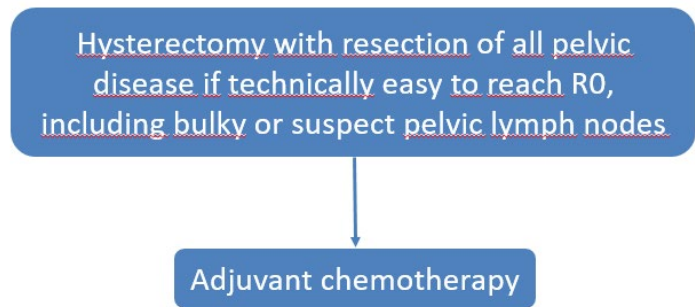 Hysterectomy with resection of all pelvic
disease if technically easy to reach R0,
including bulky or suspect pelvic lymph nodes
Adjuvant chemotherapy